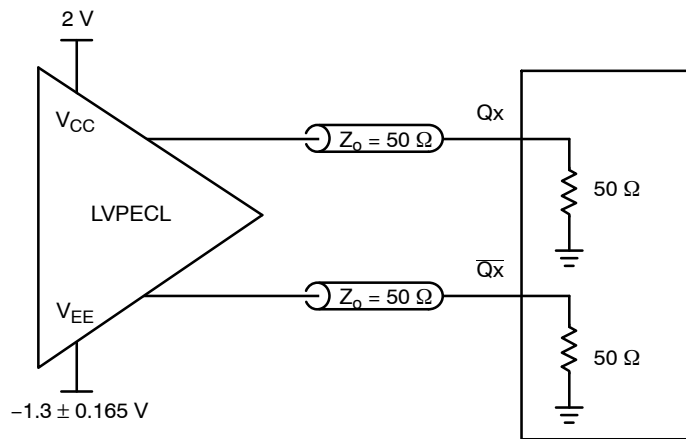 2 V
V_CC
Qx
Z_o = 50 Ω
50 Ω
LVPECL
Q̅x̅
Z_o = 50 Ω
V_EE
50 Ω
−1.3 ± 0.165 V